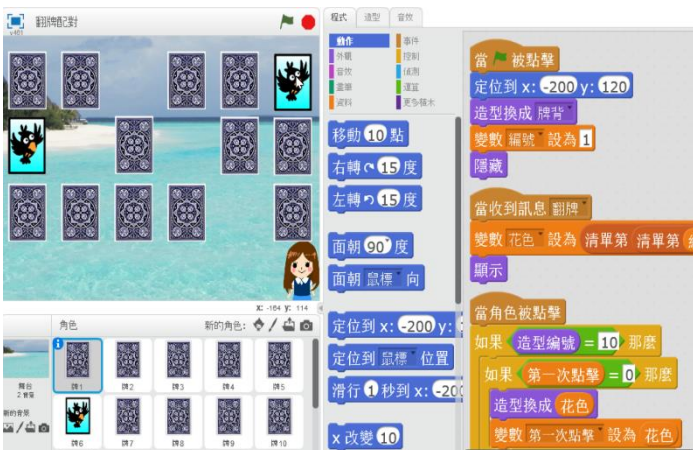 翻牌配對
v461
程式 造型 音效
動作 事件
外觀 控制
音效 偵測
畫筆 運算
資料 更多積木
移動 10 點
右轉 15 度
左轉 15 度
面朝 90 度
面朝 鼠標 向
定位到 x: -200 y:
定位到 鼠標 位置
滑行 1 秒到 x: -200
x 改變 10
當 被點擊
定位到 x: -200 y: 120
造型換成 牌背
變數 編號 設為 1
隱藏
當收到訊息 翻牌
變數 花色 設為 清單第 清單第
顯示
當角色被點擊
如果 造型編號 = 10 那麼
如果 第一次點擊 = 0 那麼
造型換成 花色
變數 第一次點擊 設為 花色
x: -164 y: 114
角色 新的角色:
舞台
2 背景
新的背景
牌1 牌2 牌3 牌4 牌5
牌6 牌7 牌8 牌9 牌10